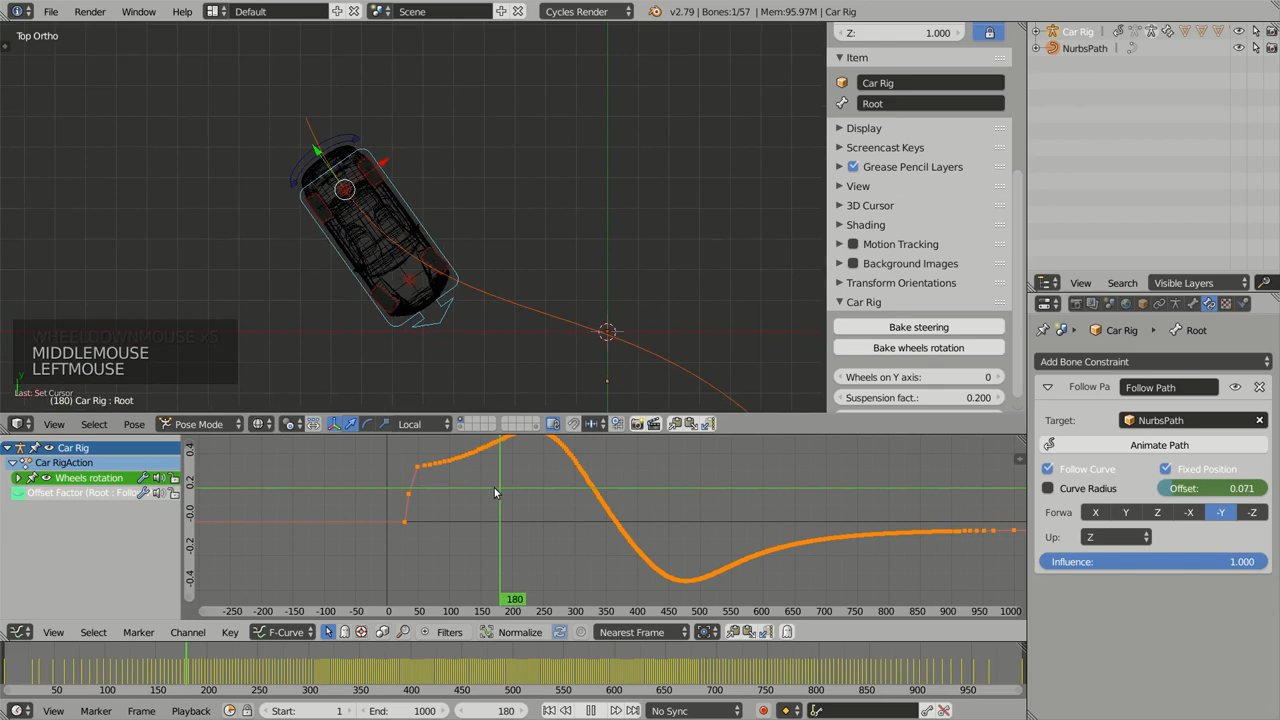 File Render Window Help Default Scene Cycles Render v2.79 | Bones:1/57 | Mem:95.97M | Car Rig
Top Ortho
Z: 1.000
Item
Car Rig
Root
Display
Screencast Keys
Grease Pencil Layers
View
3D Cursor
Shading
Motion Tracking
Background Images
Transform Orientations
Car Rig
Bake steering
Bake wheels rotation
Wheels on Y axis: 0
Suspension fact.: 0.200
WHEELDOWNMOUSE x5
MIDDLEMOUSE
LEFTMOUSE
y
Last: Set Cursor
(180) Car Rig : Root
View Select Pose Pose Mode Local
Car Rig
NurbsPath
View Search Visible Layers
Car Rig Root
Add Bone Constraint
Follow Pa Follow Path
Target: NurbsPath
Animate Path
Follow Curve Fixed Position
Curve Radius Offset: 0.071
Forwa X Y Z -X -Y -Z
Up: Z
Influence: 1.000
Car Rig
Car RigAction
Wheels rotation
Offset Factor (Root : Follo
0.4
0.2
-0.0
-0.2
-0.4
180
-250 -200 -150 -100 -50 0 50 100 150 200 250 300 350 400 450 500 550 600 650 700 750 800 850 900 950 1000
View Select Marker Channel Key F-Curve Filters Normalize Nearest Frame
50 100 150 200 250 300 350 400 450 500 550 600 650 700 750 800 850 900 950
View Marker Frame Playback Start: 1 End: 1000 180 No Sync